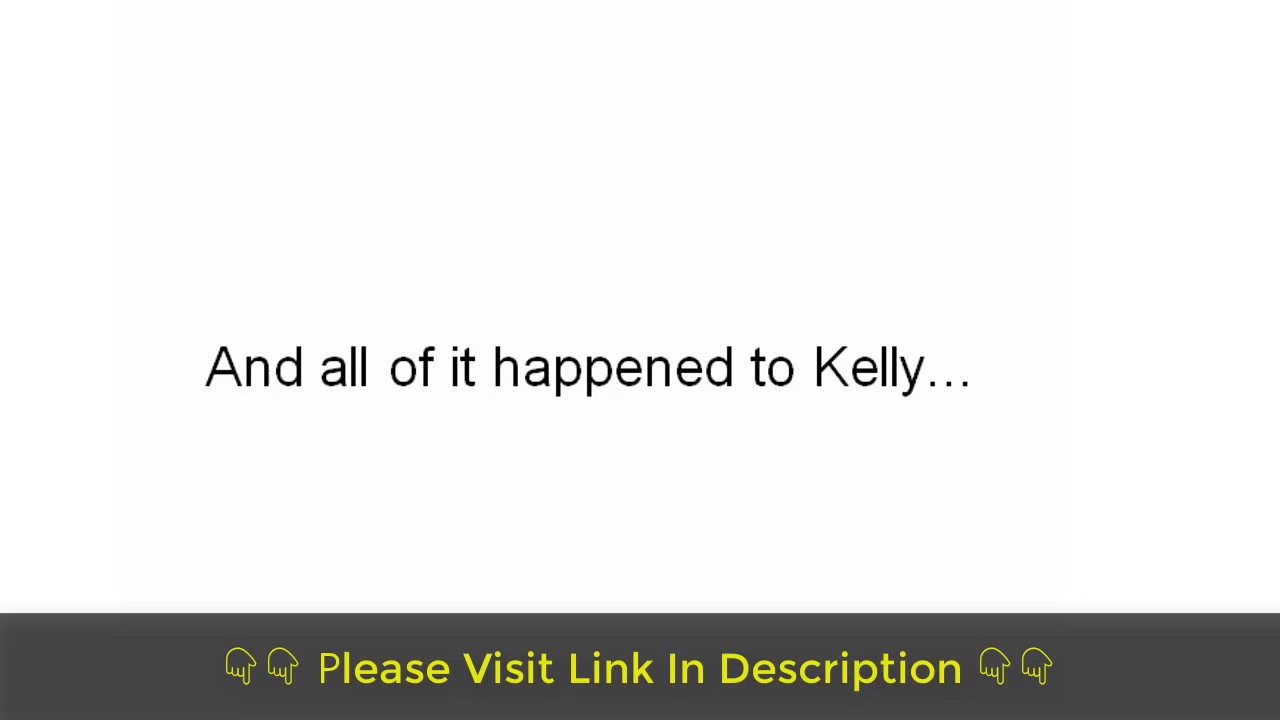 And all of it happened to Kelly...
👇👇 Please Visit Link In Description 👇👇